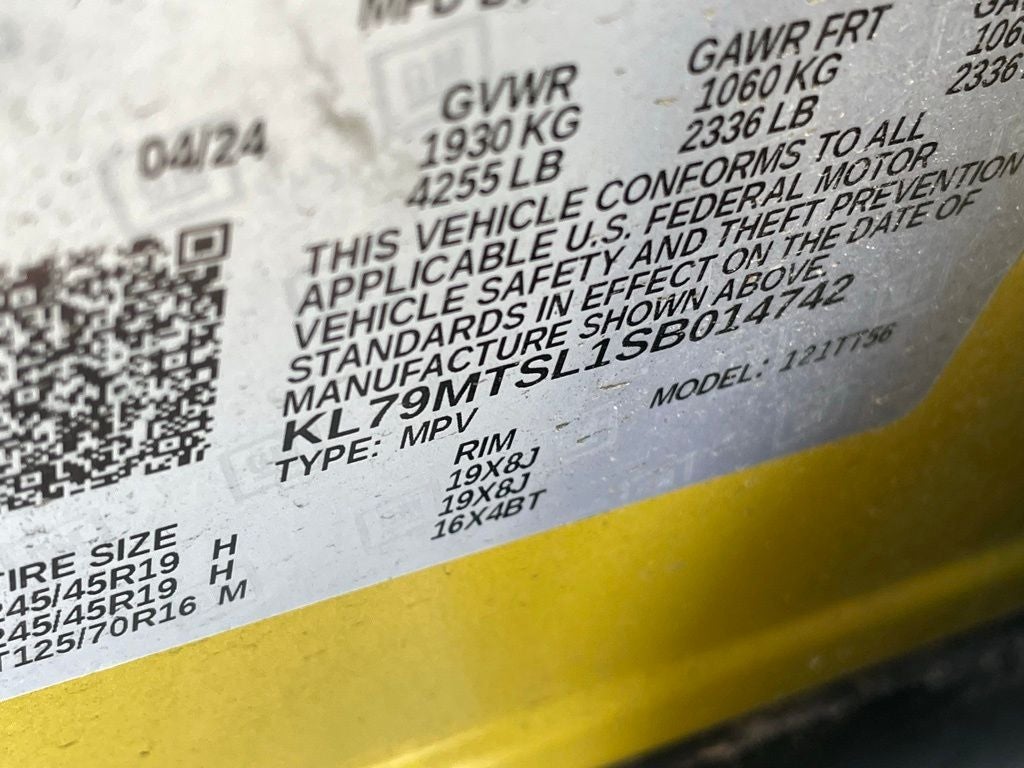 MFD BY
04/24
GVWR
1930 KG
4255 LB
GAWR FRT
1060 KG
2336 LB
THIS VEHICLE CONFORMS TO ALL
APPLICABLE U.S. FEDERAL MOTOR
VEHICLE SAFETY AND THEFT PREVENTION
STANDARDS IN EFFECT ON THE DATE OF
MANUFACTURE SHOWN ABOVE.
KL79MTSL1SB014742
TYPE: MPV
MODEL: 121TT56
RIM
19X8J
19X8J
16X4BT
TIRE SIZE
245/45R19 H
245/45R19 H
T125/70R16 M